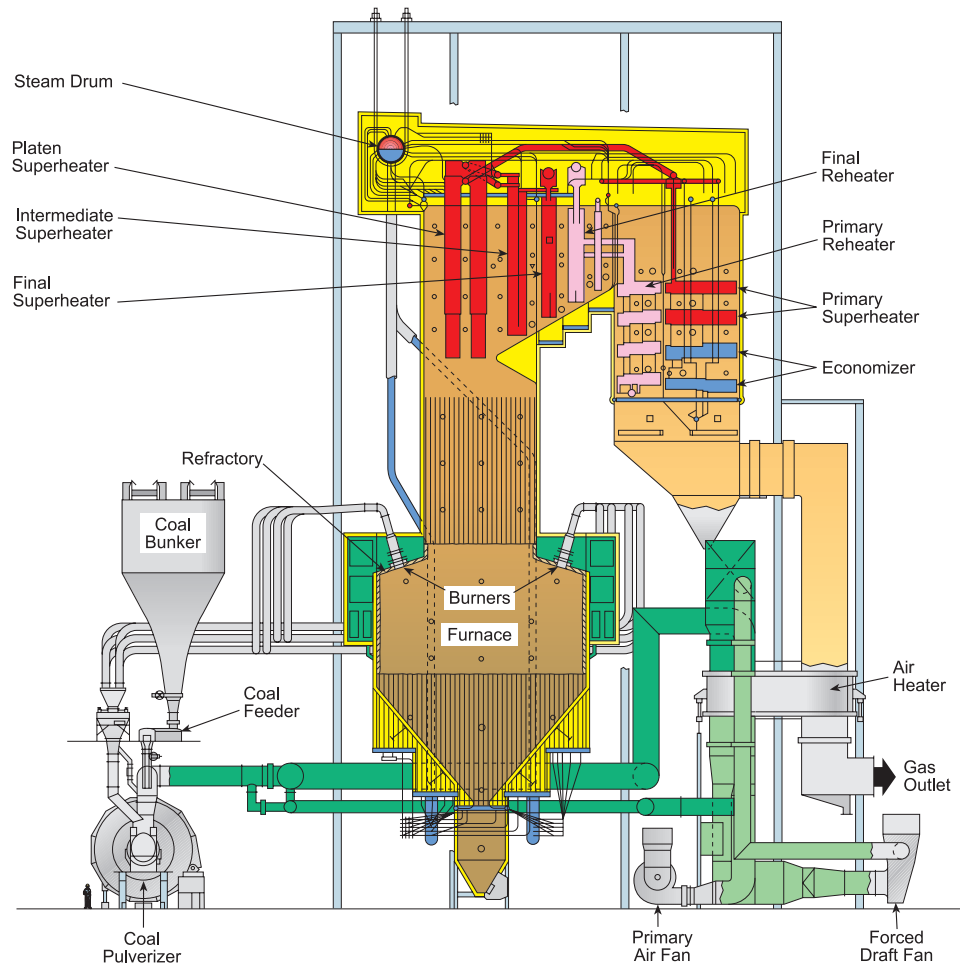 Steam Drum
Platen
Superheater
Intermediate
Superheater
Final
Superheater
Final
Reheater
Primary
Reheater
Primary
Superheater
Economizer
Refractory
Coal
Bunker
Burners
Furnace
Coal
Feeder
Air
Heater
Gas
Outlet
Coal
Pulverizer
Primary
Air Fan
Forced
Draft Fan